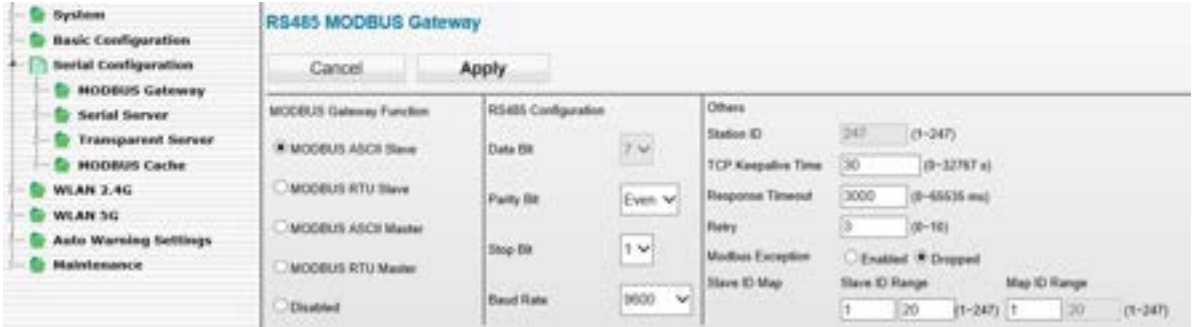 System
Basic Configuration
Serial Configuration
MODBUS Gateway
Serial Server
Transparent Server
MODBUS Cache
WLAN 2.4G
WLAN 5G
Auto Warning Settings
Maintenance
RS485 MODBUS Gateway
Cancel Apply
MODBUS Gateway Function
MODBUS ASCII Slave
MODBUS RTU Slave
MODBUS ASCII Master
MODBUS RTU Master
Disabled
RS485 Configuration
Data Bit 7
Parity Bit Even
Stop Bit 1
Baud Rate 9600
Others
Station ID 247 (1~247)
TCP Keepalive Time 30 (0~32767 s)
Response Timeout 3000 (0~65535 ms)
Retry 3 (0~10)
Modbus Exception Enabled Dropped
Slave ID Map Slave ID Range Map ID Range
1 20 (1~247) 1 20 (1~247)